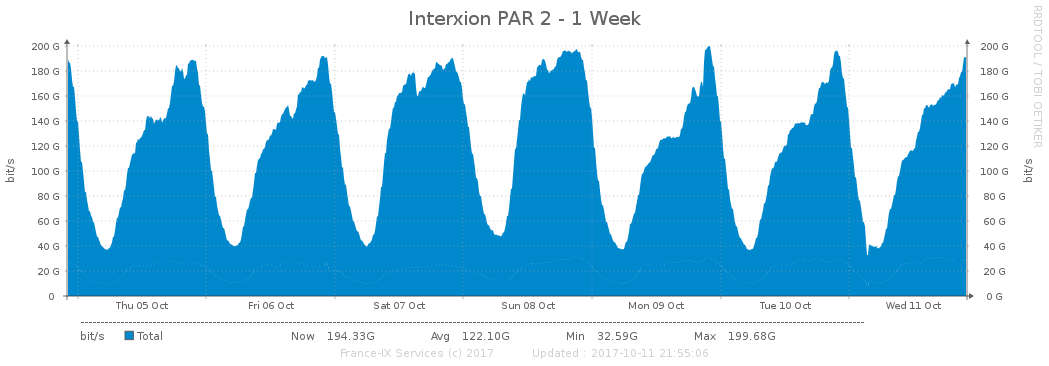 Interxion PAR 2 - 1 Week
RRDTOOL / TOBI OETIKER
bit/s
200 G 200 G
180 G 180 G
160 G 160 G
140 G 140 G
120 G 120 G
100 G 100 G
80 G 80 G
60 G 60 G
40 G 40 G
20 G 20 G
0 0 G
bit/s
Thu 05 Oct Fri 06 Oct Sat 07 Oct Sun 08 Oct Mon 09 Oct Tue 10 Oct Wed 11 Oct
bit/s Total Now 194.33G Avg 122.10G Min 32.59G Max 199.68G
France-IX Services (c) 2017 Updated : 2017-10-11 21:55:06